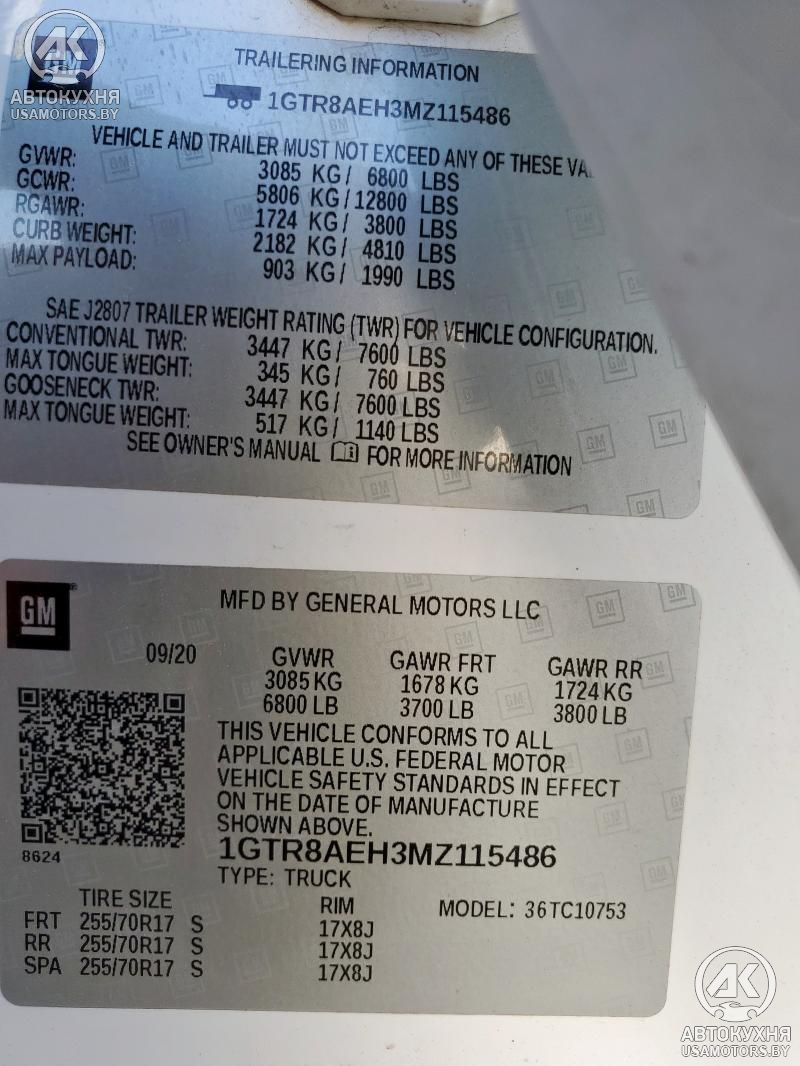 AK
GM
АВТОКУХНЯ
USAMOTORS.BY
TRAILERING INFORMATION
1GTR8AEH3MZ115486
VEHICLE AND TRAILER MUST NOT EXCEED ANY OF THESE
GVWR: 3085 KG/ 6800 LBS
GCWR: 5806 KG/12800 LBS
RGAWR: 1724 KG/ 3800 LBS
CURB WEIGHT: 2182 KG/ 4810 LBS
MAX PAYLOAD: 903 KG/ 1990 LBS
SAE J2807 TRAILER WEIGHT RATING (TWR) FOR VEHICLE CONFIGURATION.
CONVENTIONAL TWR: 3447 KG/ 7600 LBS
MAX TONGUE WEIGHT: 345 KG/ 760 LBS
GOOSENECK TWR: 3447 KG/ 7600 LBS
MAX TONGUE WEIGHT: 517 KG/ 1140 LBS
SEE OWNER'S MANUAL FOR MORE INFORMATION
GM
MFD BY GENERAL MOTORS LLC
09/20 GVWR GAWR FRT GAWR RR
3085 KG 1678 KG 1724 KG
6800 LB 3700 LB 3800 LB
THIS VEHICLE CONFORMS TO ALL
APPLICABLE U.S. FEDERAL MOTOR
VEHICLE SAFETY STANDARDS IN EFFECT
ON THE DATE OF MANUFACTURE
SHOWN ABOVE.
8624
1GTR8AEH3MZ115486
TYPE: TRUCK
TIRE SIZE RIM MODEL: 36TC10753
FRT 255/70R17 S 17X8J
RR 255/70R17 S 17X8J
SPA 255/70R17 S 17X8J
AK
АВТОКУХНЯ
USAMOTORS.BY